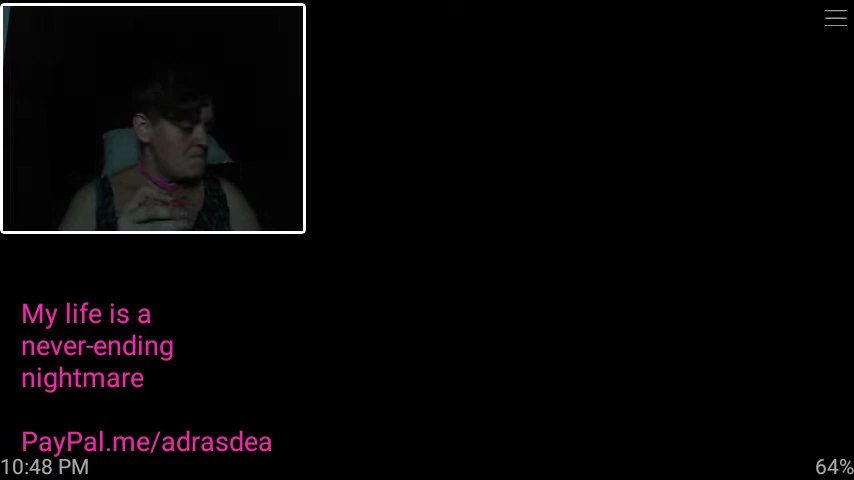 My life is a
never-ending
nightmare
PayPal.me/adrasdea
10:48 PM
64%